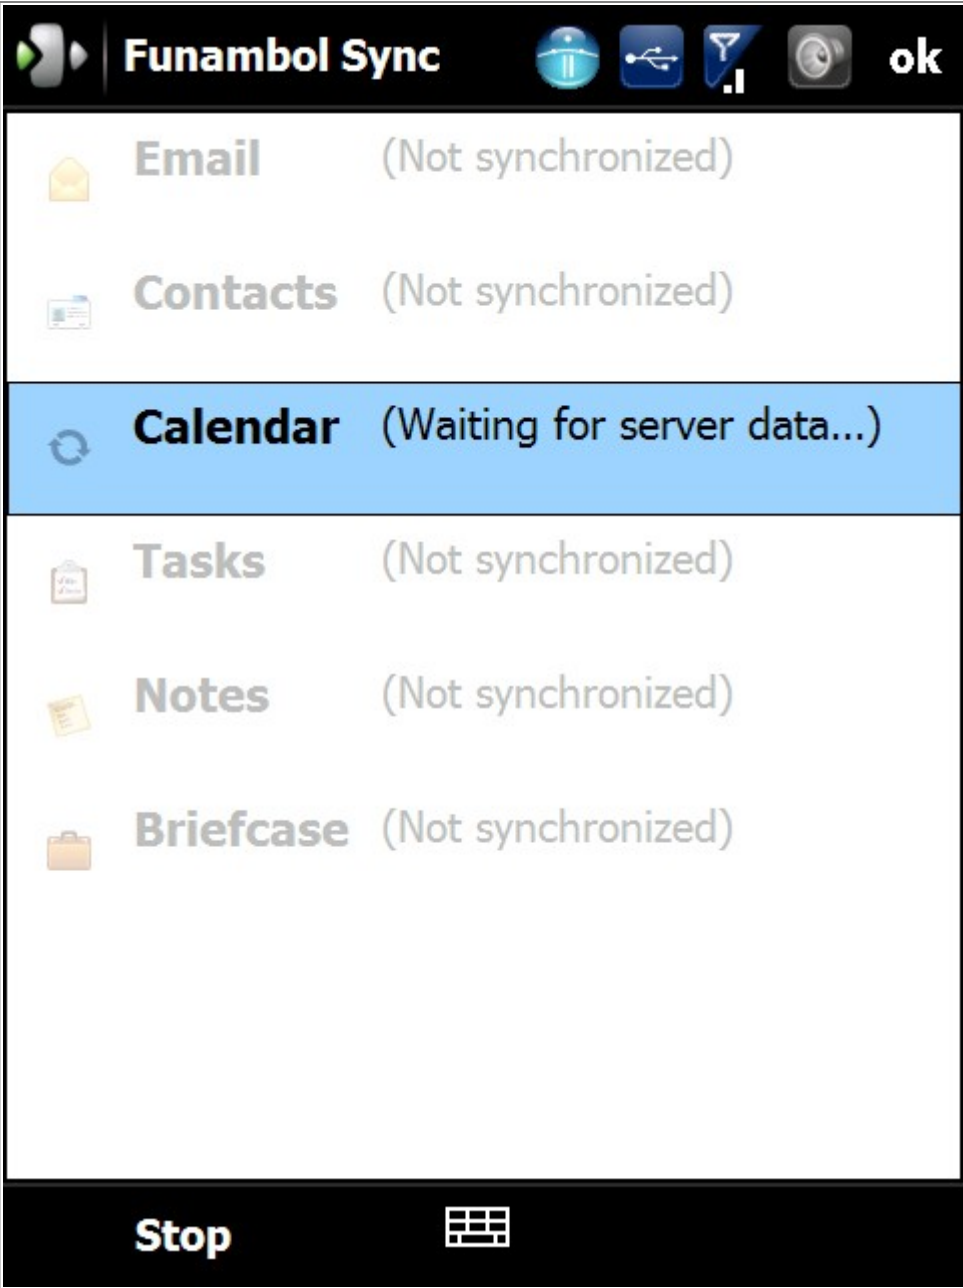 Funambol Sync ok
Email (Not synchronized)
Contacts (Not synchronized)
Calendar (Waiting for server data...)
Tasks (Not synchronized)
Notes (Not synchronized)
Briefcase (Not synchronized)
Stop